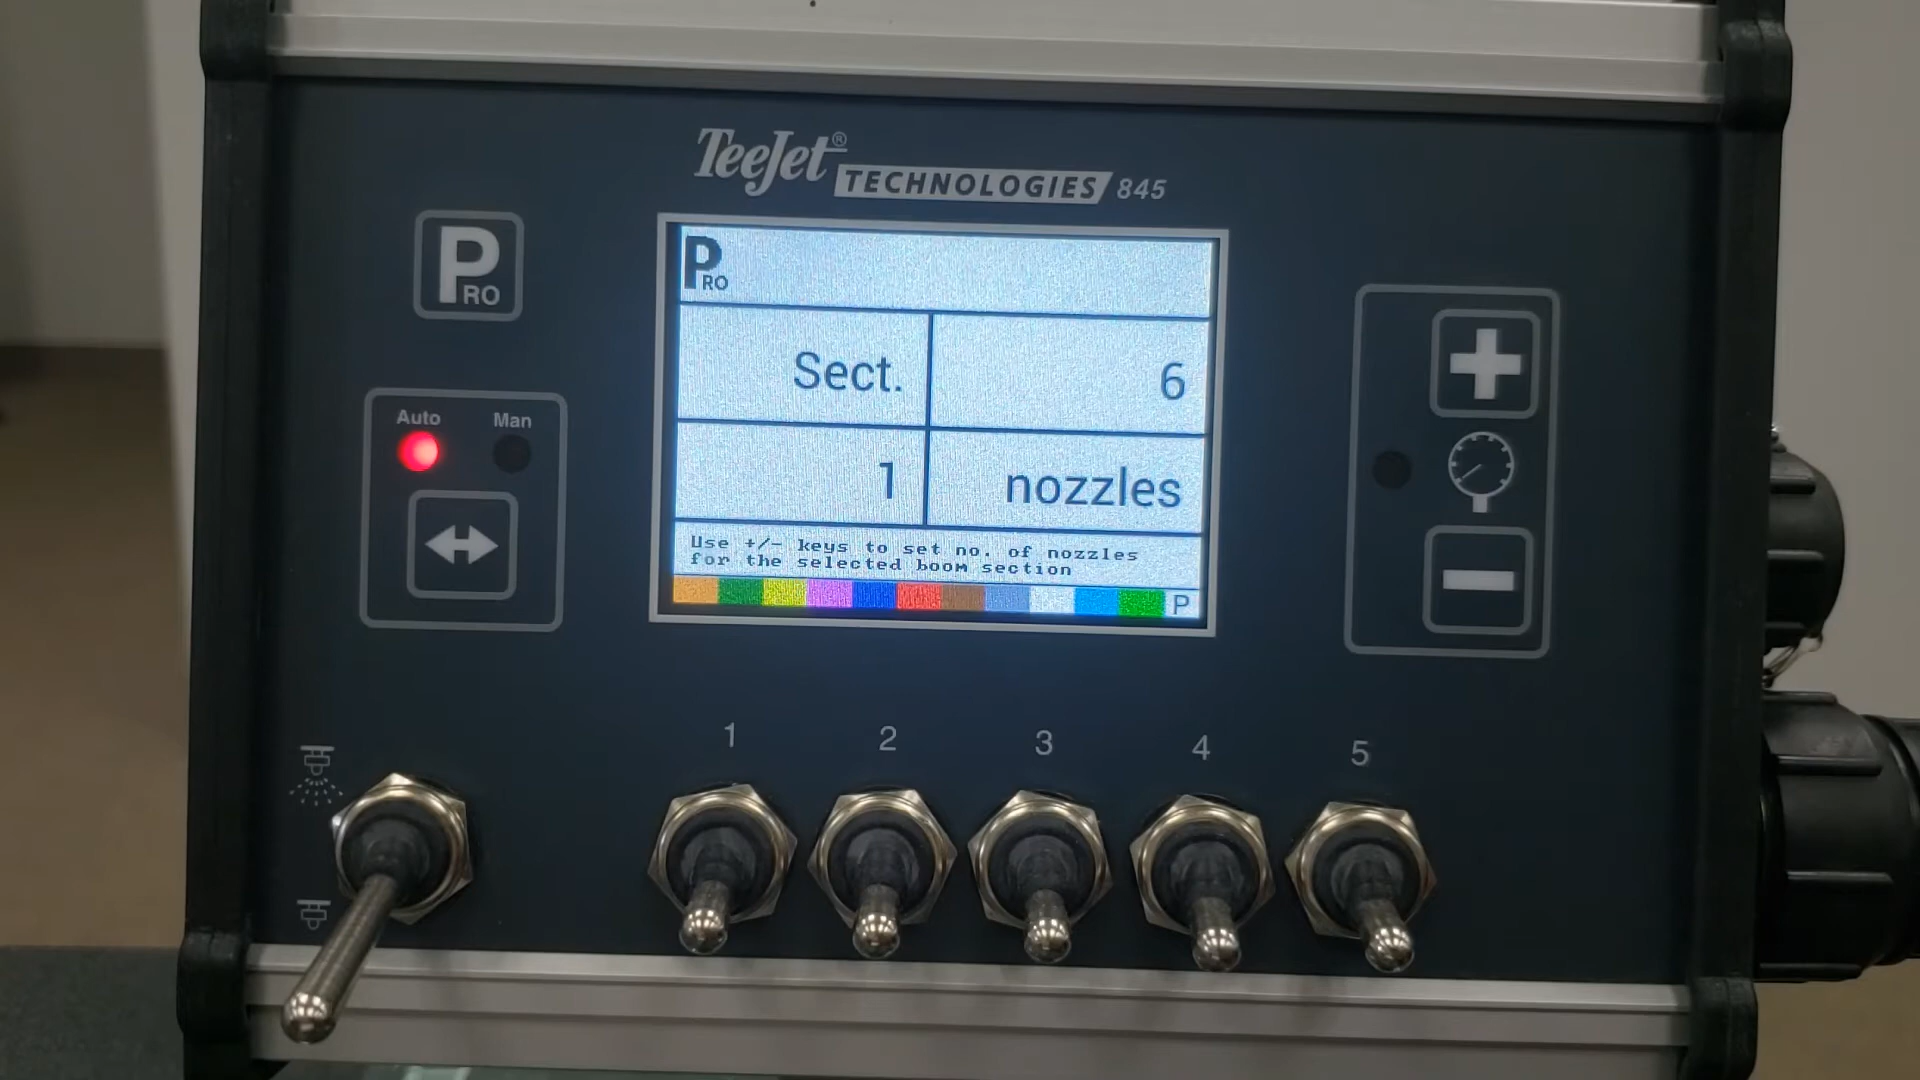 TeeJet®
TECHNOLOGIES 845
PRO
PRO
Auto Man
Sect. 6
1 nozzles
Use +/- keys to set no. of nozzles
for the selected boom section
P
1 2 3 4 5